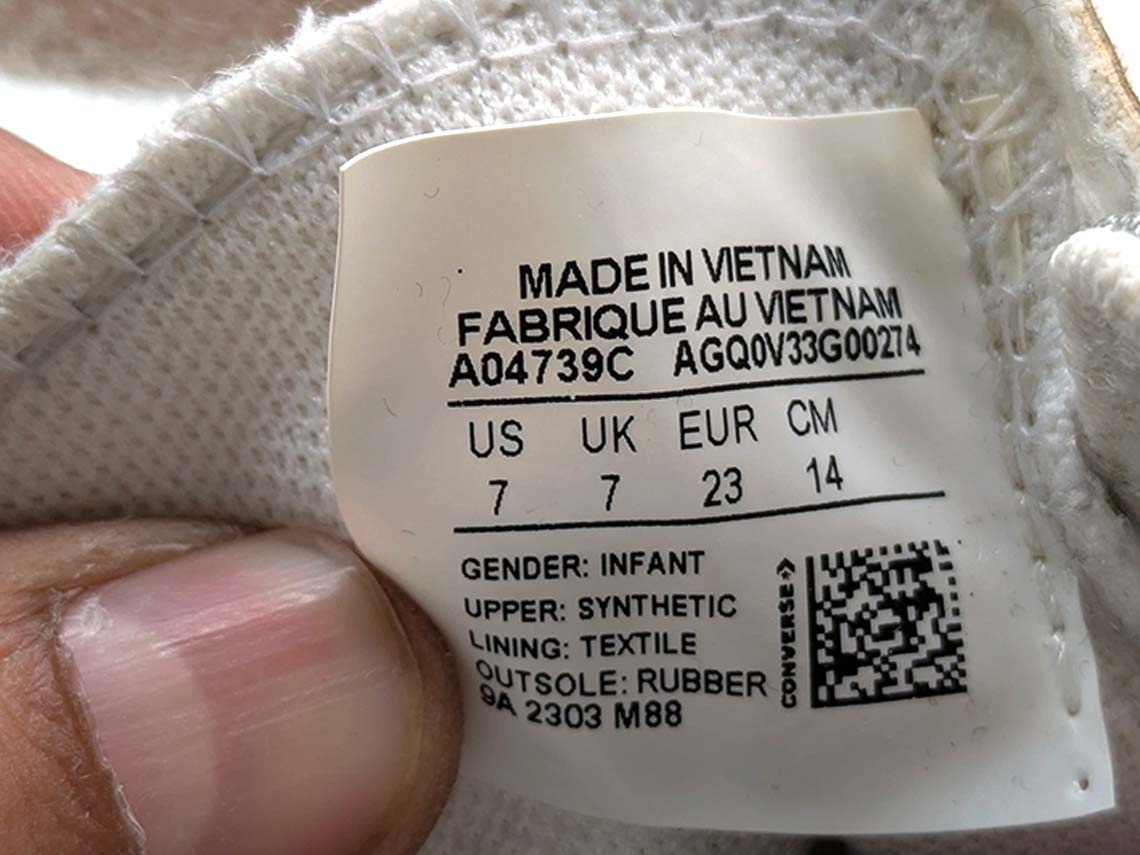 MADE IN VIETNAM
FABRIQUE AU VIETNAM
A04739C AGQ0V33G00274
US UK EUR CM
7 7 23 14
GENDER: INFANT
UPPER: SYNTHETIC
LINING: TEXTILE
OUTSOLE: RUBBER
9A 2303 M88
CONVERSE